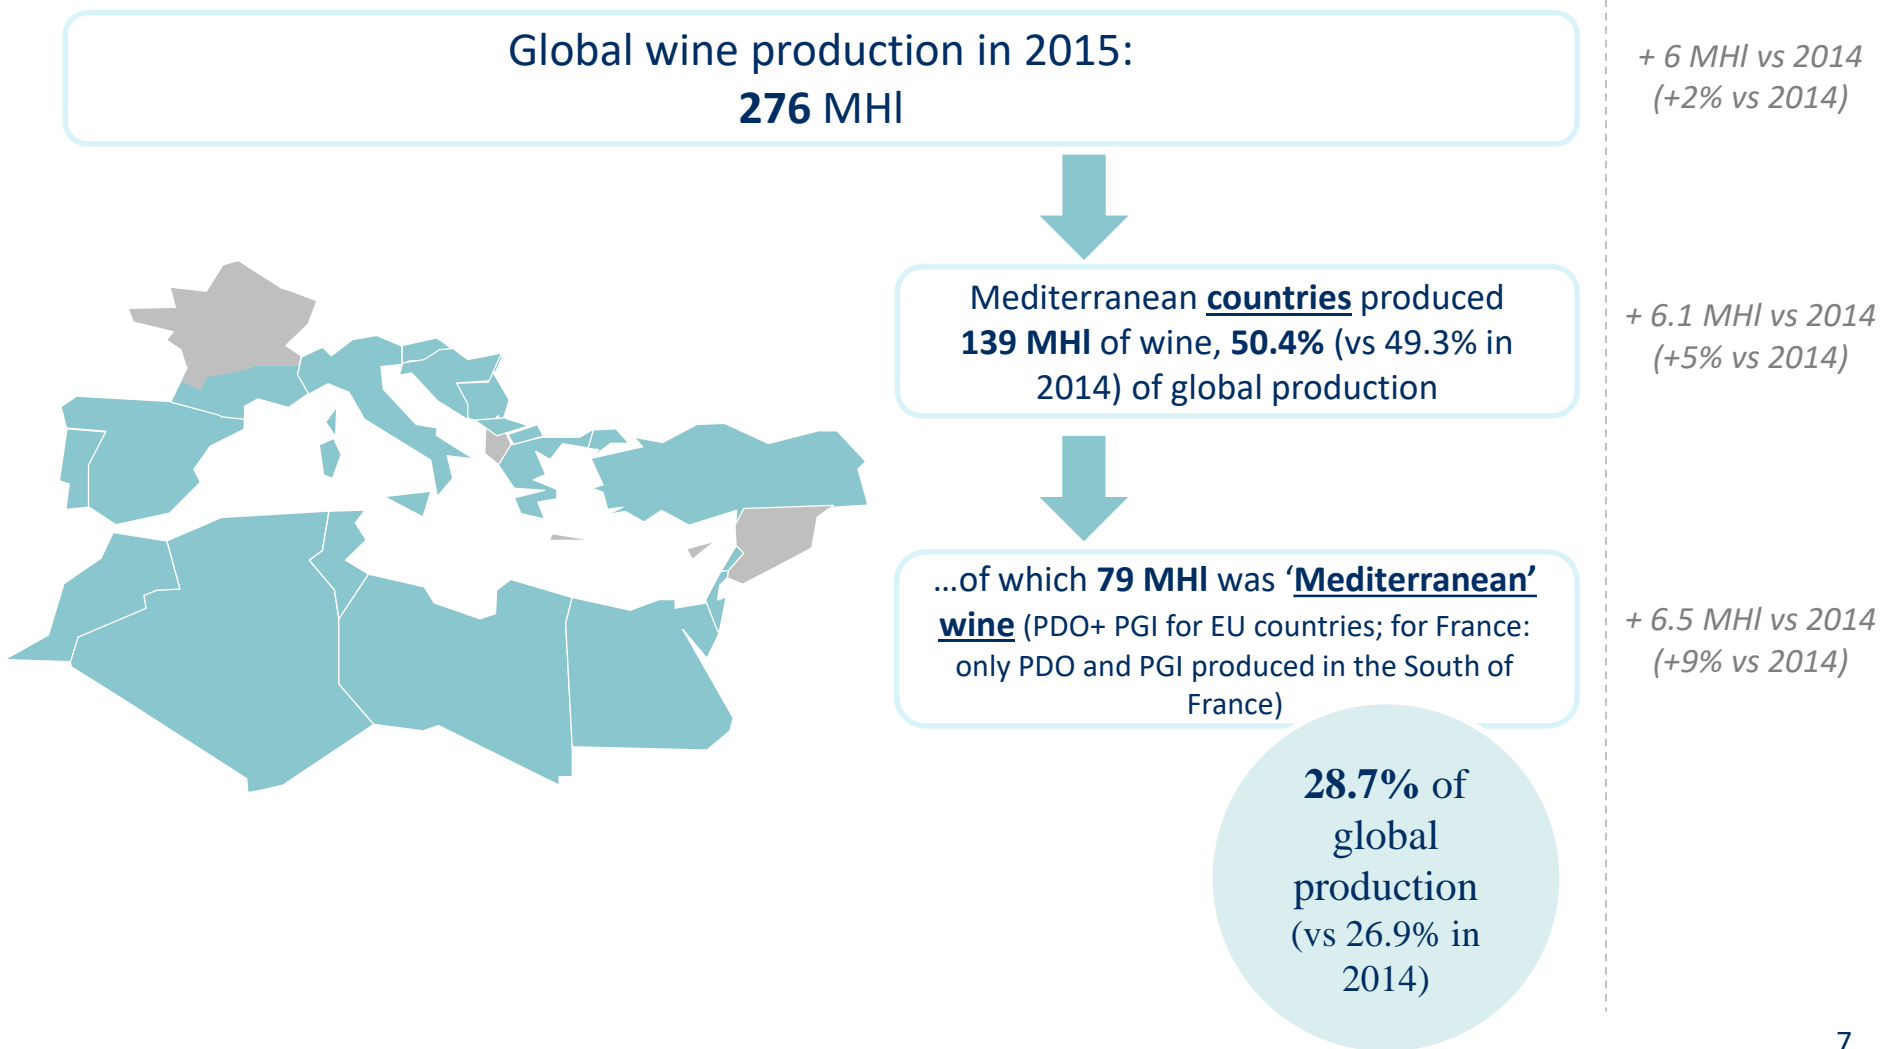 Global wine production in 2015:
276 MHl
+ 6 MHl vs 2014
(+2% vs 2014)
Mediterranean countries produced
139 MHl of wine, 50.4% (vs 49.3% in
2014) of global production
+ 6.1 MHl vs 2014
(+5% vs 2014)
...of which 79 MHl was ‘Mediterranean’
wine (PDO+ PGI for EU countries; for France:
only PDO and PGI produced in the South of
France)
+ 6.5 MHl vs 2014
(+9% vs 2014)
28.7% of
global
production
(vs 26.9% in
2014)
7